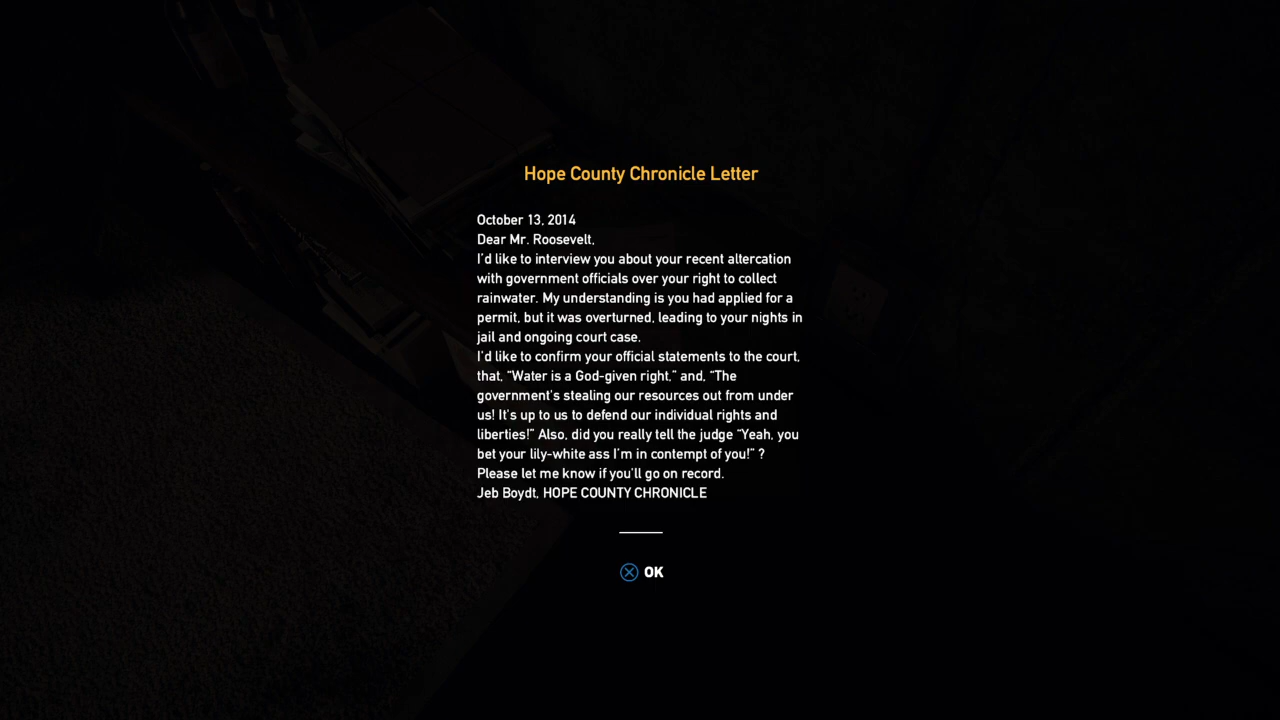 Hope County Chronicle Letter
October 13, 2014
Dear Mr. Roosevelt,
I'd like to interview you about your recent altercation
with government officials over your right to collect
rainwater. My understanding is you had applied for a
permit, but it was overturned, leading to your nights in
jail and ongoing court case.
I'd like to confirm your official statements to the court,
that, “Water is a God-given right,” and, “The
government's stealing our resources out from under
us! It's up to us to defend our individual rights and
liberties!” Also, did you really tell the judge “Yeah, you
bet your lily-white ass I'm in contempt of you!” ?
Please let me know if you'll go on record.
Jeb Boydt, HOPE COUNTY CHRONICLE
OK